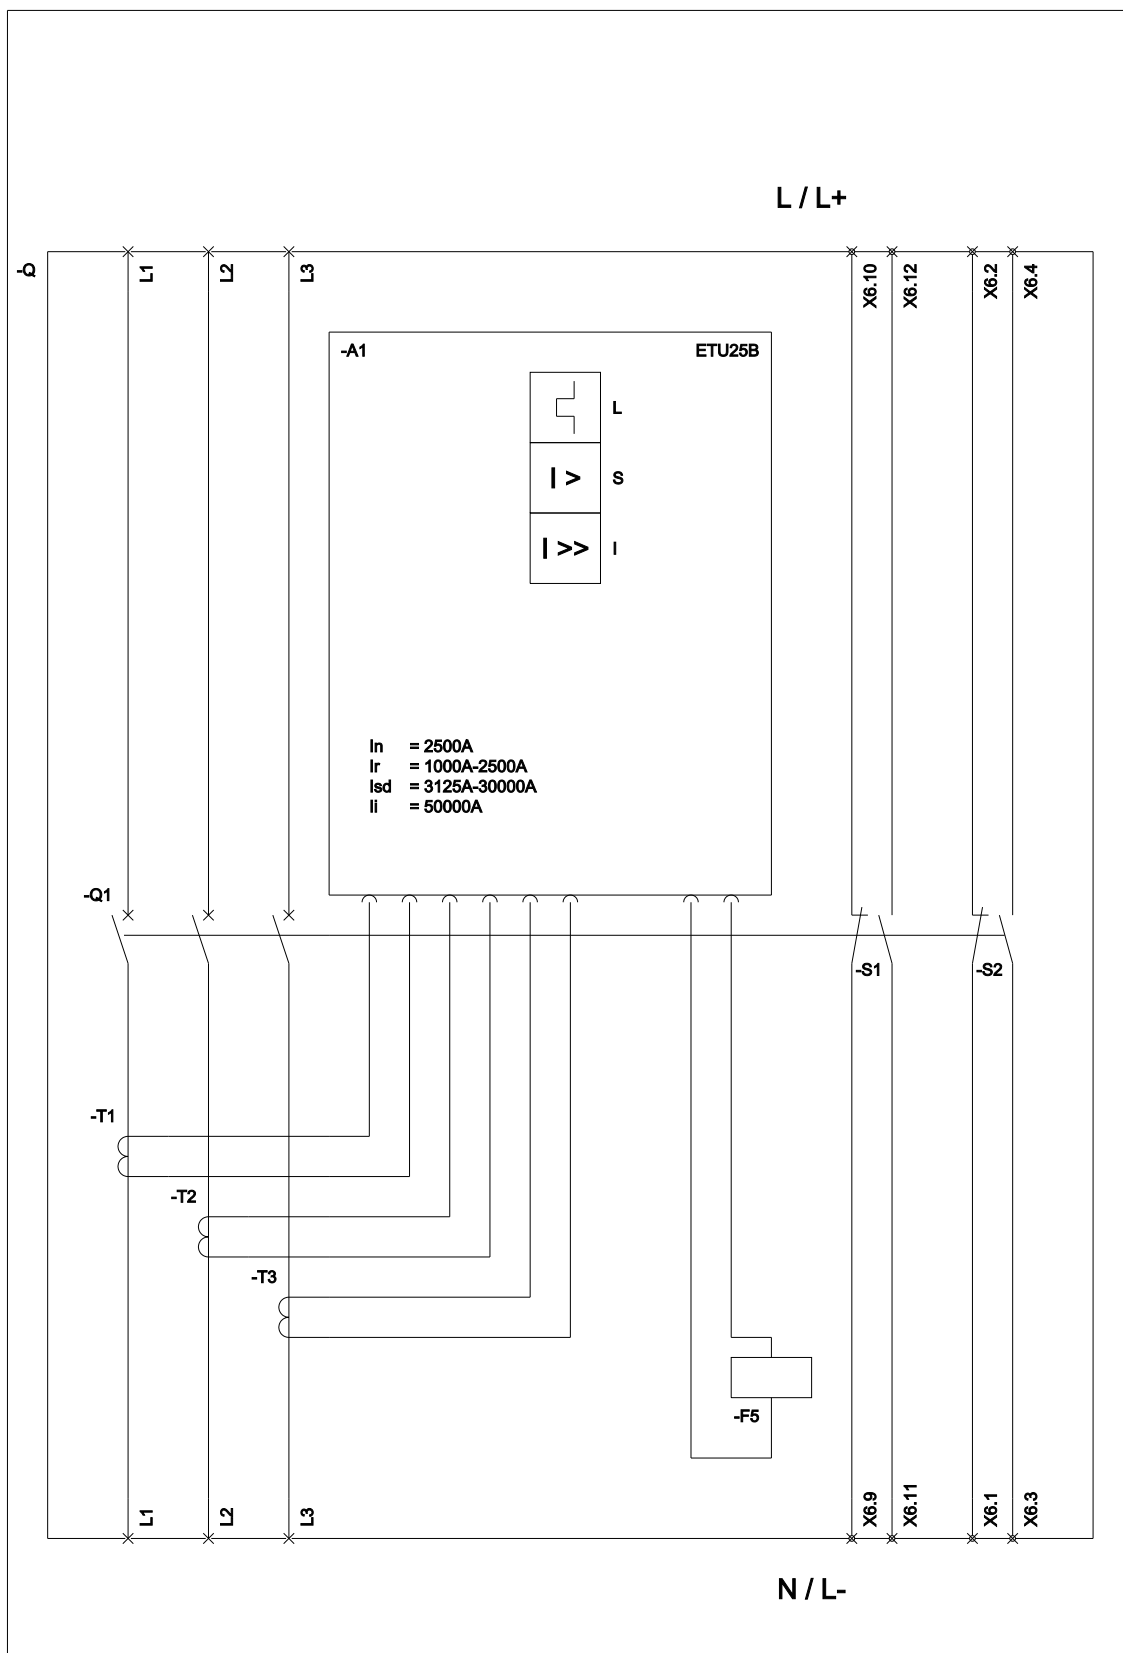 L / L+
-Q
L1
L2
L3
X6.10
X6.12
X6.2
X6.4
-A1 ETU25B
L
I > S
I >> I
In = 2500A
Ir = 1000A-2500A
Isd = 3125A-30000A
Ii = 50000A
-Q1
-S1
-S2
-T1
-T2
-T3
-F5
L1
L2
L3
X6.9
X6.11
X6.1
X6.3
N / L-